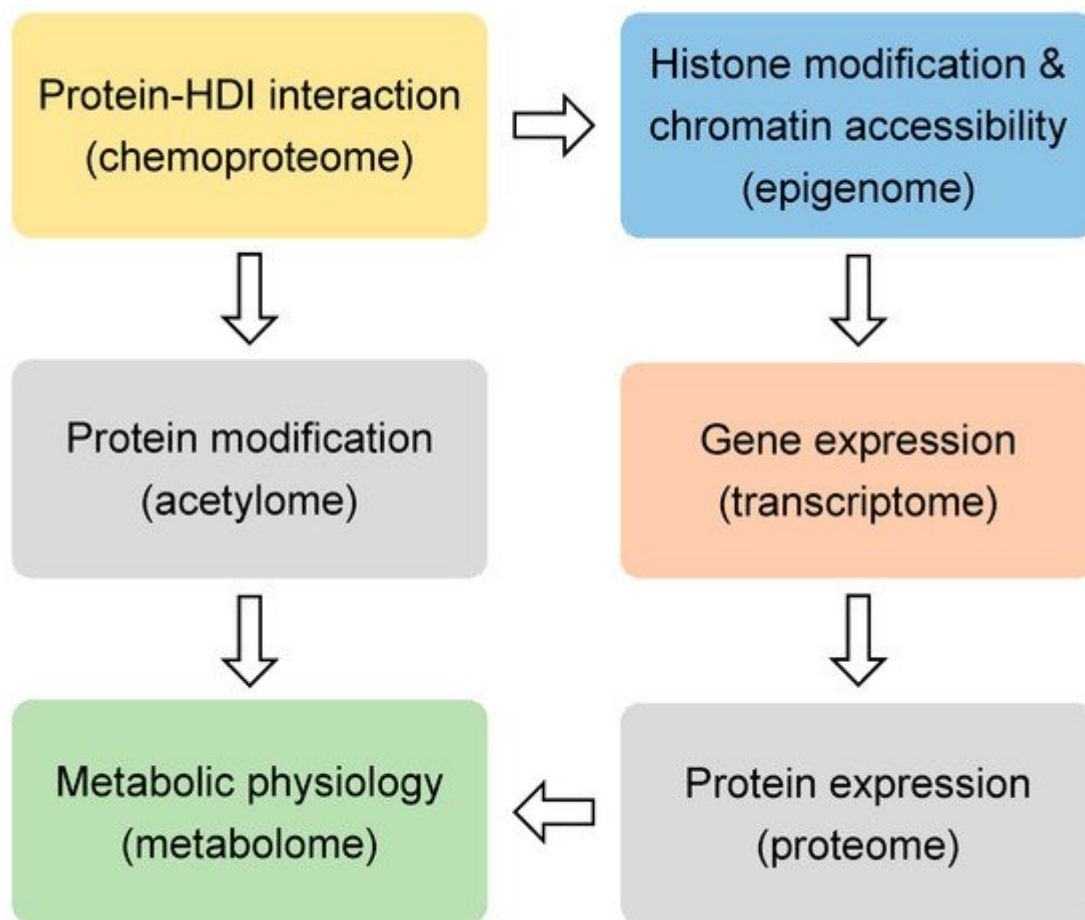 Protein-HDI interaction
(chemoproteome)
Histone modification &
chromatin accessibility
(epigenome)
Protein modification
(acetylome)
Gene expression
(transcriptome)
Metabolic physiology
(metabolome)
Protein expression
(proteome)